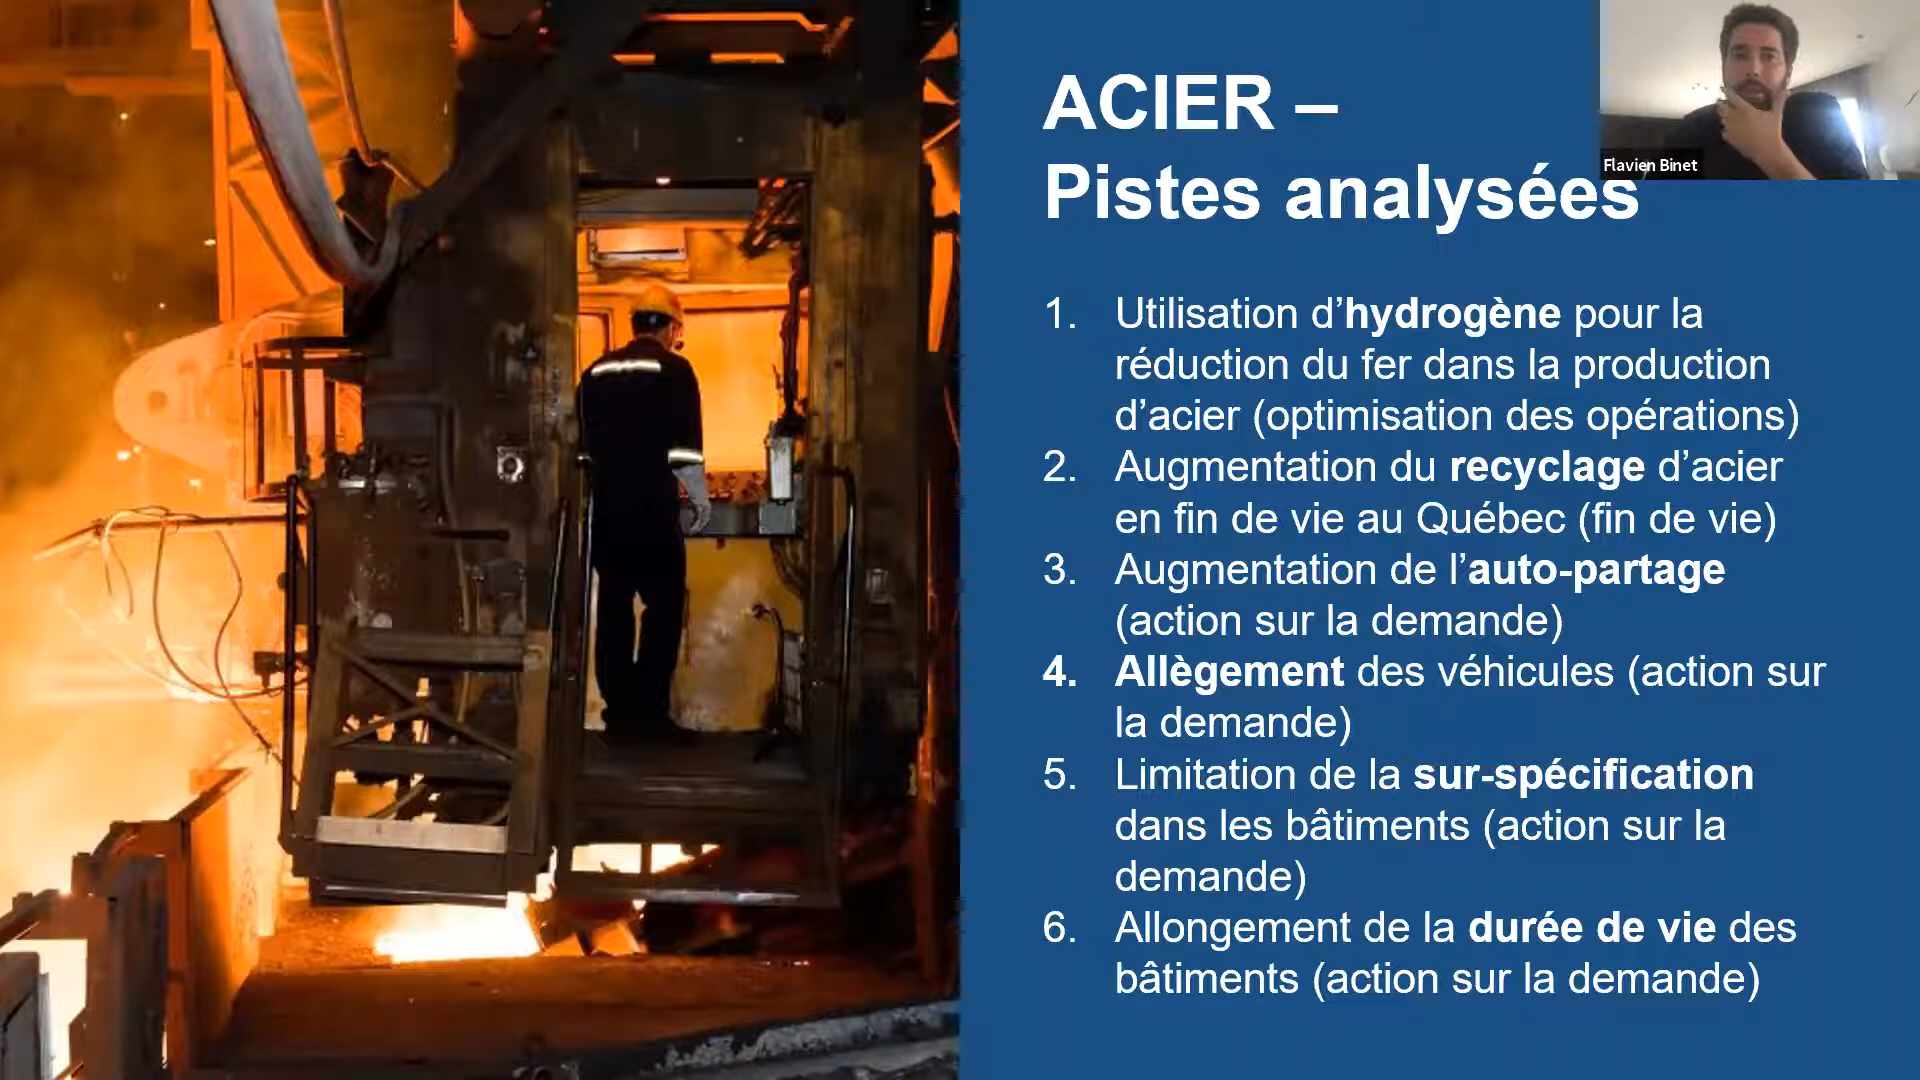 ACIER –
Pistes analysées
Flavien Binet
1. Utilisation d’hydrogène pour la
réduction du fer dans la production
d’acier (optimisation des opérations)
2. Augmentation du recyclage d’acier
en fin de vie au Québec (fin de vie)
3. Augmentation de l’auto-partage
(action sur la demande)
4. Allègement des véhicules (action sur
la demande)
5. Limitation de la sur-spécification
dans les bâtiments (action sur la
demande)
6. Allongement de la durée de vie des
bâtiments (action sur la demande)